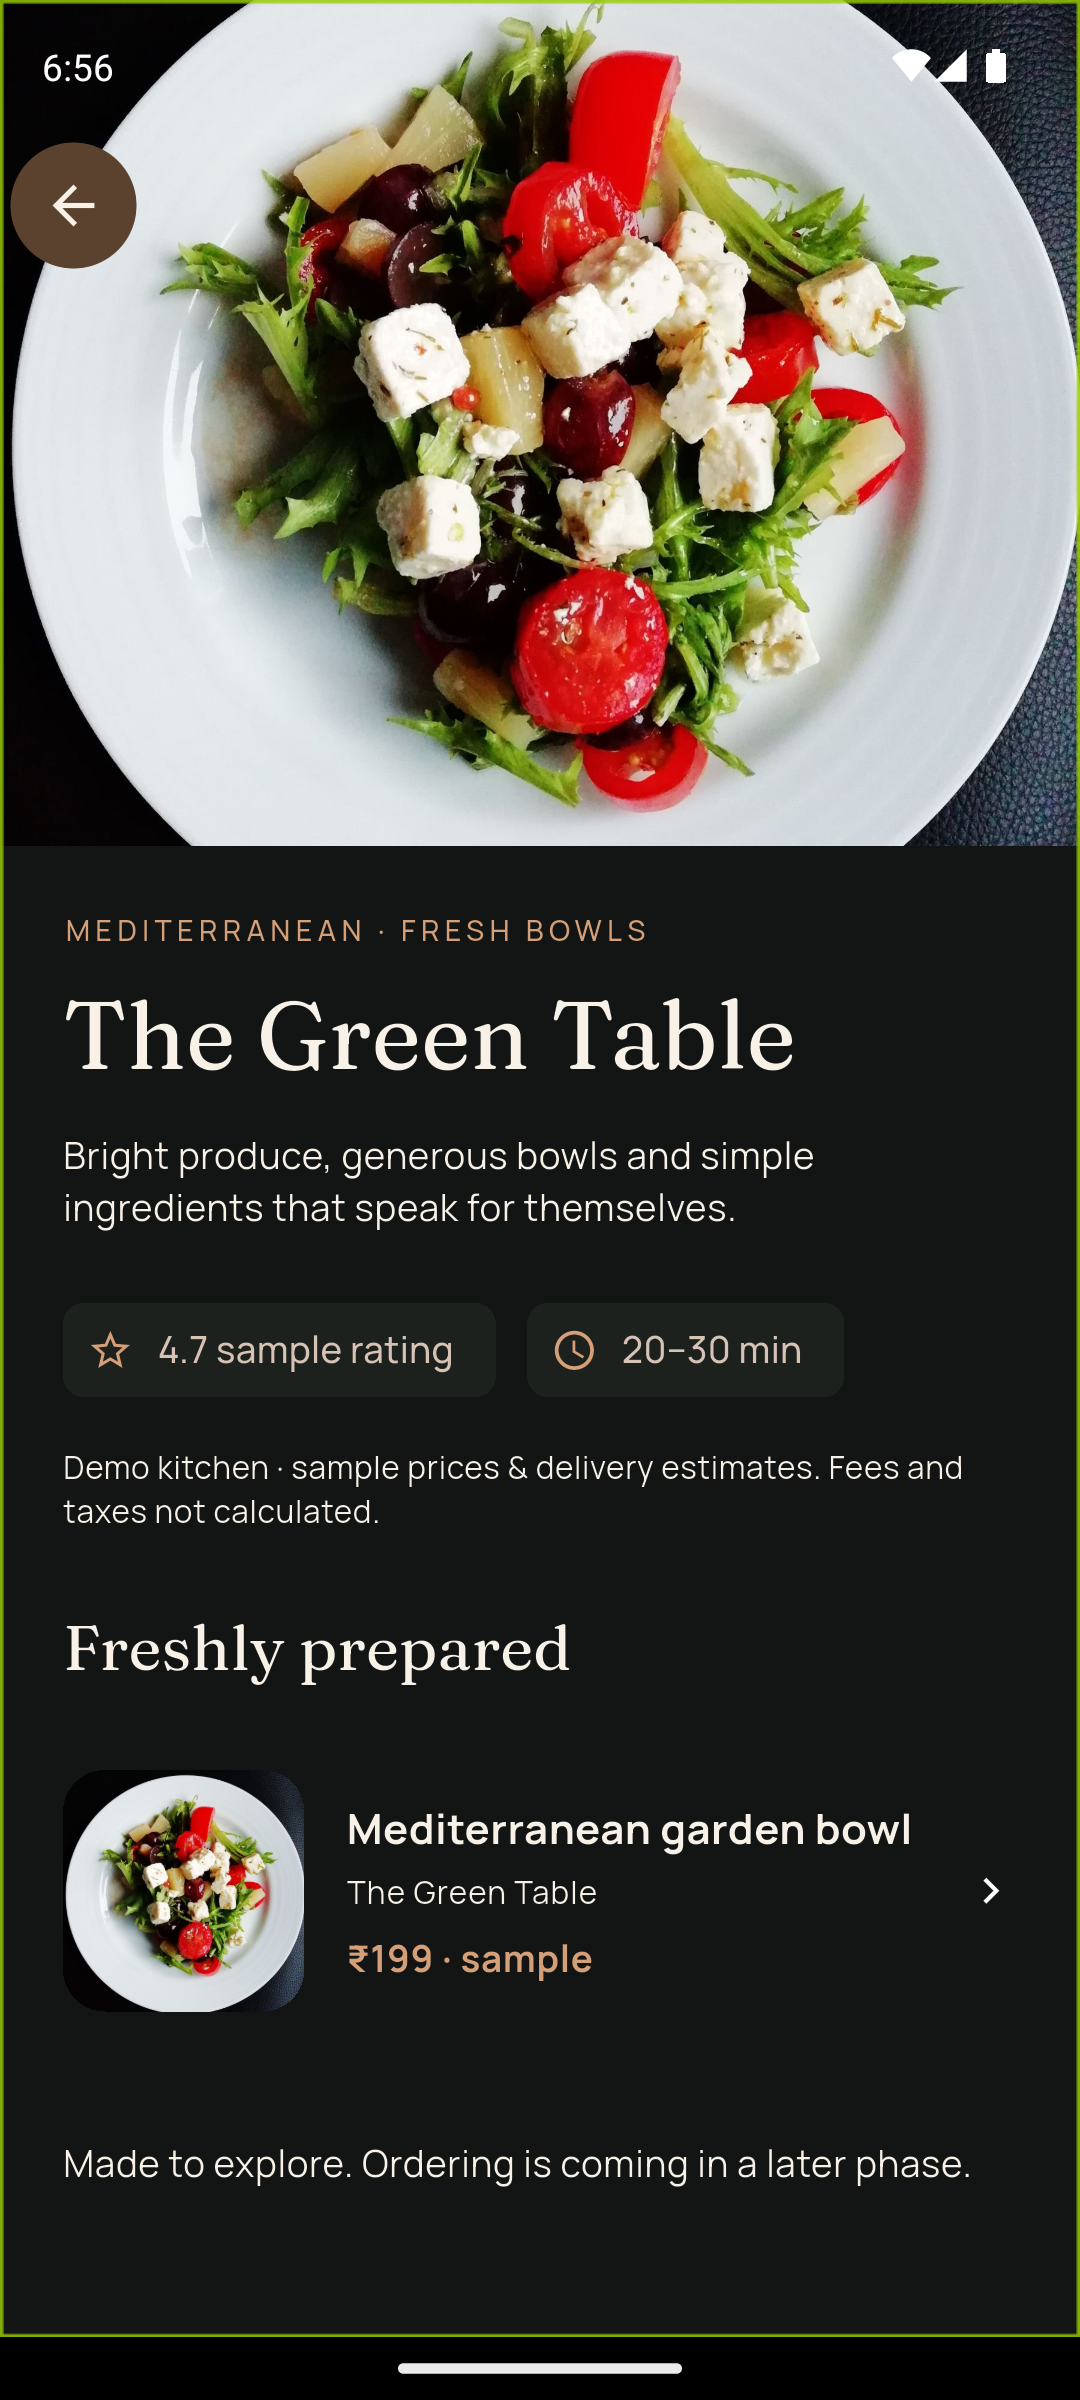 6:56
MEDITERRANEAN · FRESH BOWLS
The Green Table
Bright produce, generous bowls and simple
ingredients that speak for themselves.
4.7 sample rating
20–30 min
Demo kitchen · sample prices & delivery estimates. Fees and
taxes not calculated.
Freshly prepared
Mediterranean garden bowl
The Green Table
₹199 · sample
Made to explore. Ordering is coming in a later phase.